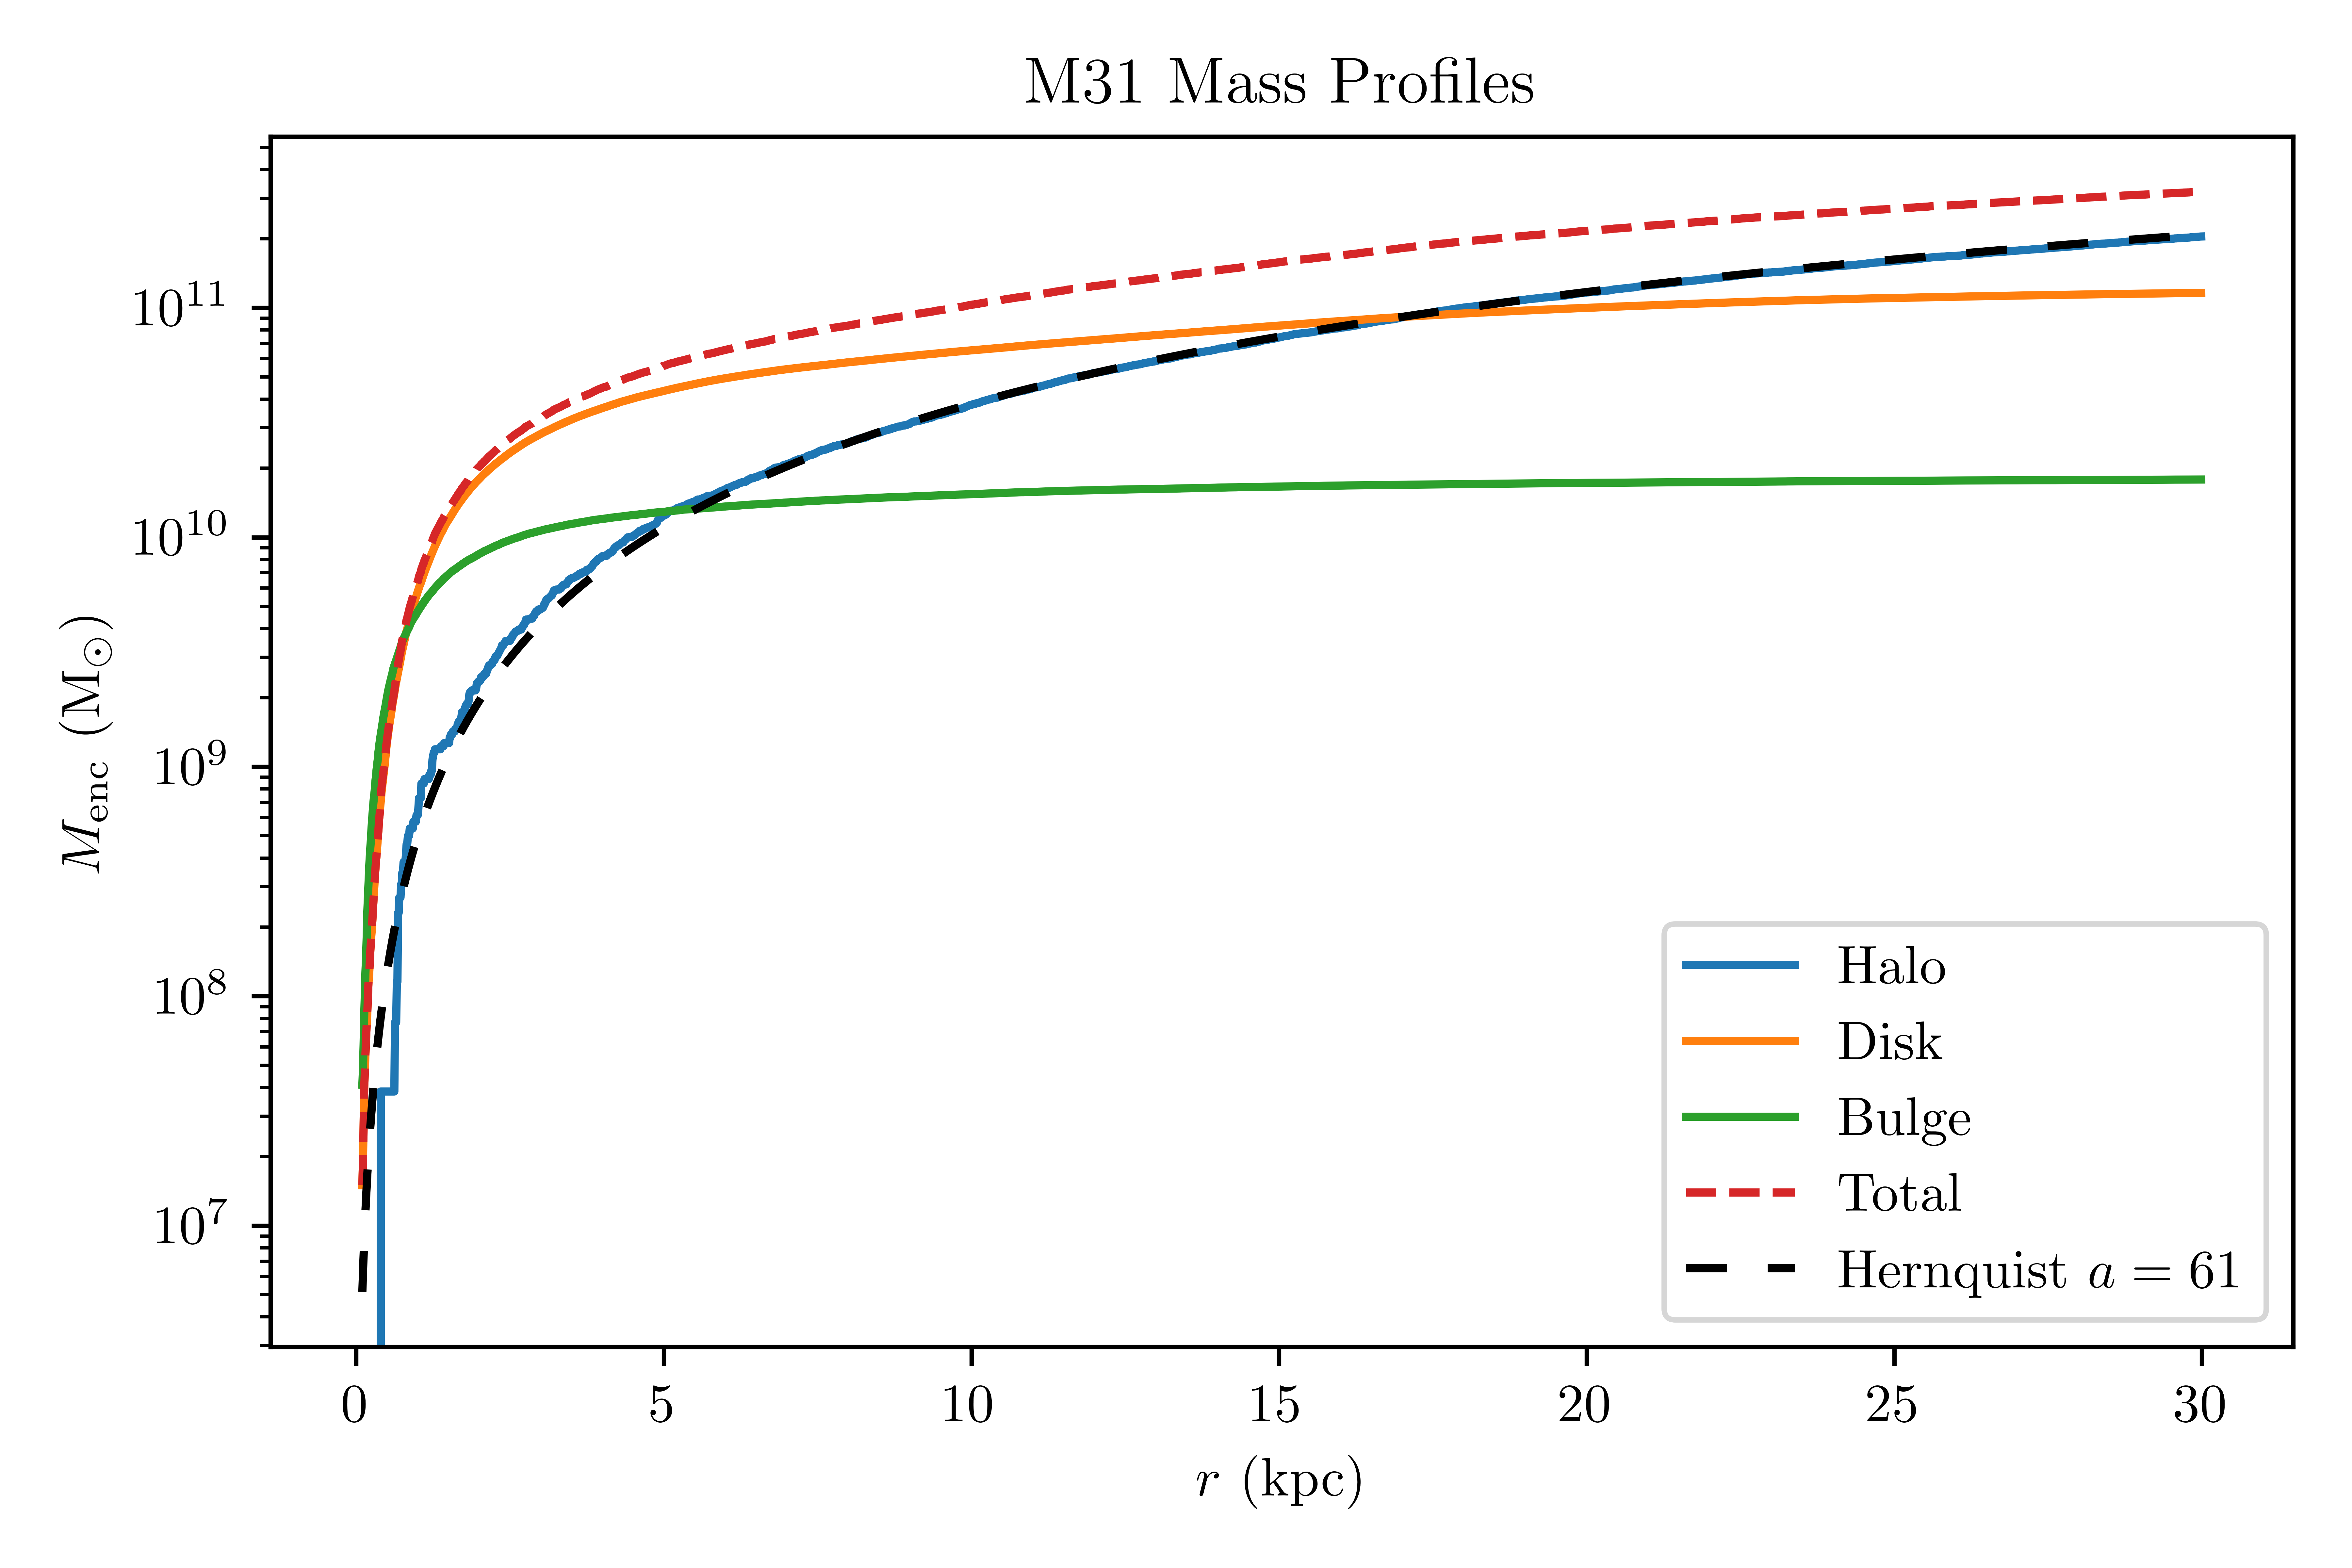 M31 Mass Profiles
M_enc (M_⊙)
10^11
10^10
10^9
10^8
10^7
Halo
Disk
Bulge
Total
Hernquist a = 61
0 5 10 15 20 25 30
r (kpc)